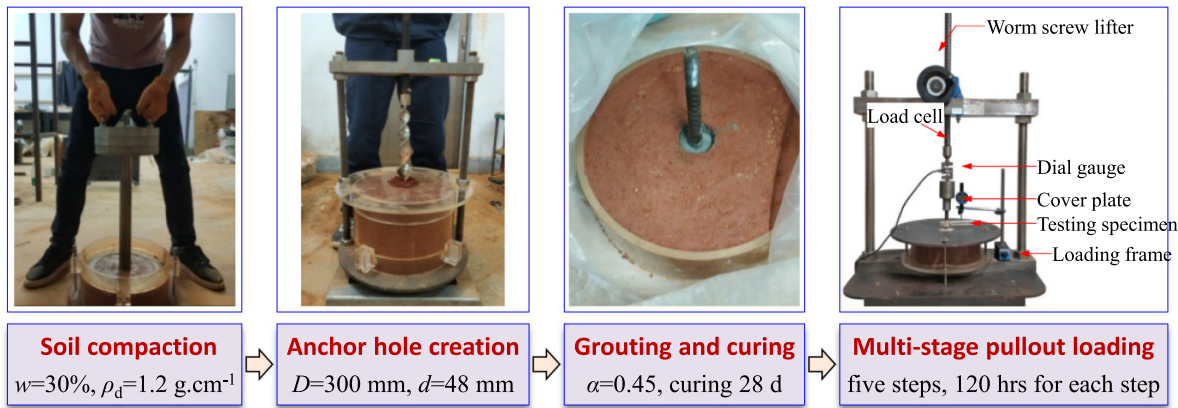 Worm screw lifter
Load cell
Dial gauge
Cover plate
Testing specimen
Loading frame
Soil compaction
w=30%, ρd=1.2 g.cm-1
Anchor hole creation
D=300 mm, d=48 mm
Grouting and curing
α=0.45, curing 28 d
Multi-stage pullout loading
five steps, 120 hrs for each step